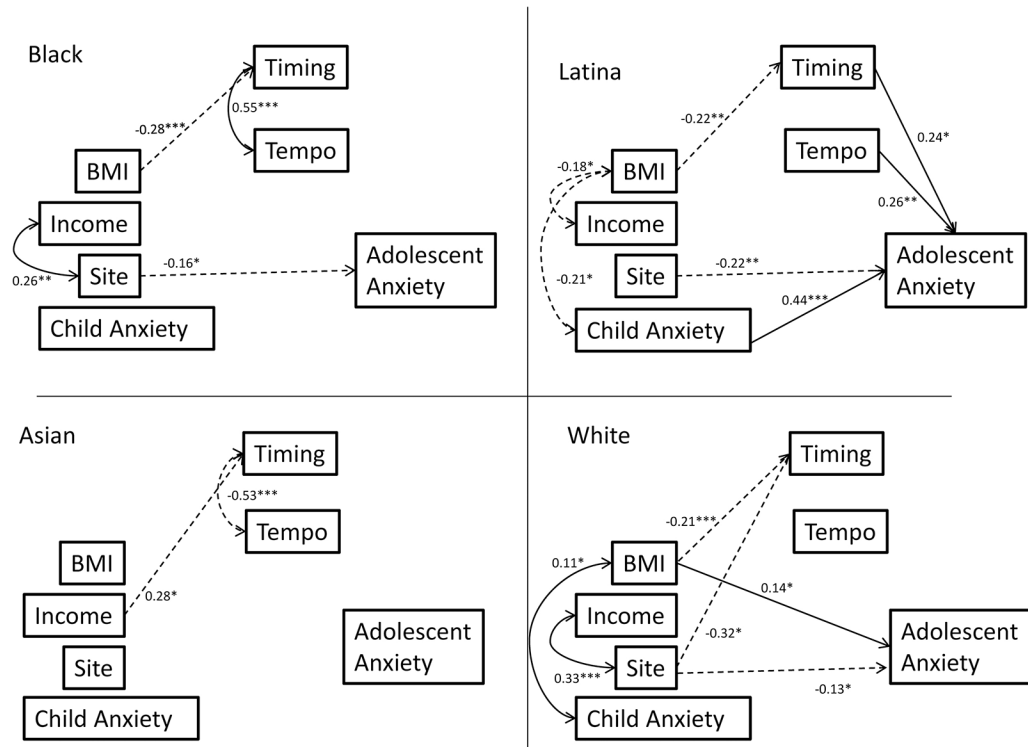 Black
Timing
0.55***
-0.28***
Tempo
BMI
Income
0.26**
Site
-0.16*
Adolescent
Anxiety
Child Anxiety
Latina
Timing
-0.22**
0.24*
Tempo
-0.18*
BMI
0.26**
Income
Adolescent
Anxiety
Site
-0.22**
-0.21*
0.44***
Child Anxiety
Asian
Timing
-0.53***
Tempo
BMI
0.28*
Income
Adolescent
Anxiety
Site
Child Anxiety
White
Timing
-0.21***
Tempo
0.11*
BMI
0.14*
Income
-0.32*
Adolescent
Anxiety
Site
0.33***
-0.13*
Child Anxiety